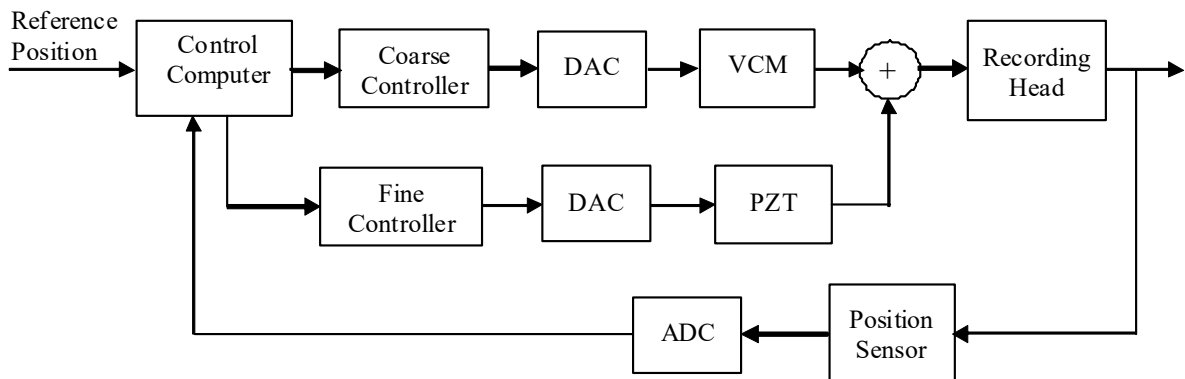 Reference
Position
Control
Computer
Coarse
Controller
DAC
VCM
+
Recording
Head
Fine
Controller
DAC
PZT
ADC
Position
Sensor